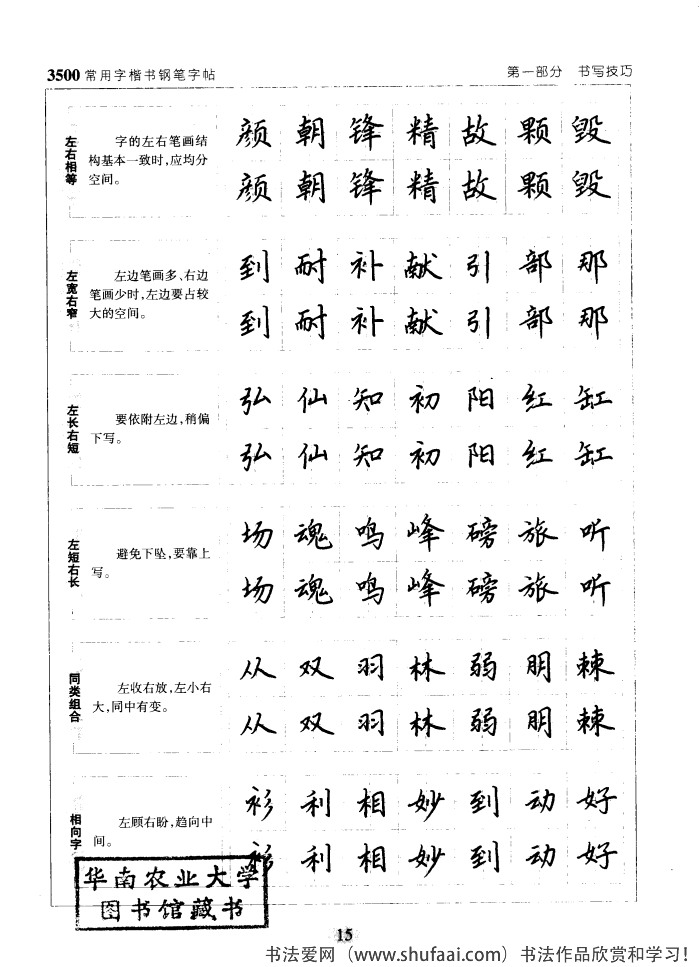 3500常用字楷书钢笔字帖
第一部分 书写技巧
左右相等
字的左右笔画结
构基本一致时,应均分
空间。
颜 朝 锋 精 故 颗 毁
颜 朝 锋 精 故 颗 毁
左宽右窄
左边笔画多、右边
笔画少时,左边要占较
大的空间。
到 耐 补 献 引 部 那
到 耐 补 献 引 部 那
左长右短
要依附左边,稍偏
下写。
弘 仙 知 初 阳 红 缸
弘 仙 知 初 阳 红 缸
左短右长
避免下坠,要靠上
写。
场 魂 鸣 峰 磅 旅 听
场 魂 鸣 峰 磅 旅 听
同类组合
左收右放,左小右
大,同中有变。
从 双 羽 林 弱 朋 棘
从 双 羽 林 弱 朋 棘
相向字
左顾右盼,趋向中
间。
衫 利 相 妙 到 动 好
衫 利 相 妙 到 动 好
华南农业大学
图书馆藏书
15
书法爱网(www.shufaai.com)书法作品欣赏和学习!